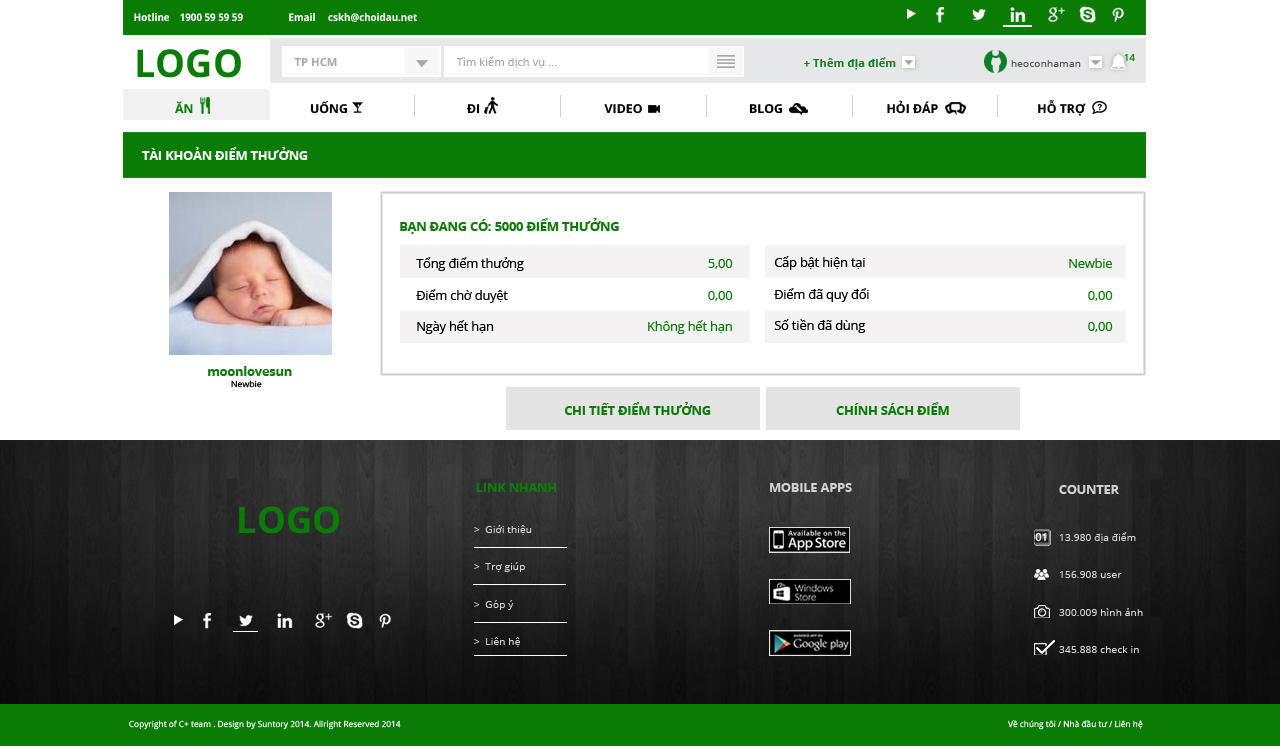 Hotline 1900 59 59 59 Email cskh@choidau.net
LOGO
TP HCM
Tìm kiếm dịch vụ ...
+ Thêm địa điểm
heoconhaman
14
ĂN
UỐNG
ĐI
VIDEO
BLOG
HỎI ĐÁP
HỖ TRỢ
TÀI KHOẢN ĐIỂM THƯỞNG
moonlovesun
Newbie
BẠN ĐANG CÓ: 5000 ĐIỂM THƯỞNG
Tổng điểm thưởng 5,00
Điểm chờ duyệt 0,00
Ngày hết hạn Không hết hạn
Cấp bật hiện tại Newbie
Điểm đã quy đổi 0,00
Số tiền đã dùng 0,00
CHI TIẾT ĐIỂM THƯỞNG
CHÍNH SÁCH ĐIỂM
LOGO
LINK NHANH
> Giới thiệu
> Trợ giúp
> Góp ý
> Liên hệ
MOBILE APPS
Available on the
App Store
Windows
Store
ANDROID APP ON
Google play
COUNTER
01 13.980 địa điểm
156.908 user
300.009 hình ảnh
345.888 check in
Copyright of C+ team . Design by Suntory 2014. Allright Reserved 2014
Về chúng tôi / Nhà đầu tư / Liên hệ